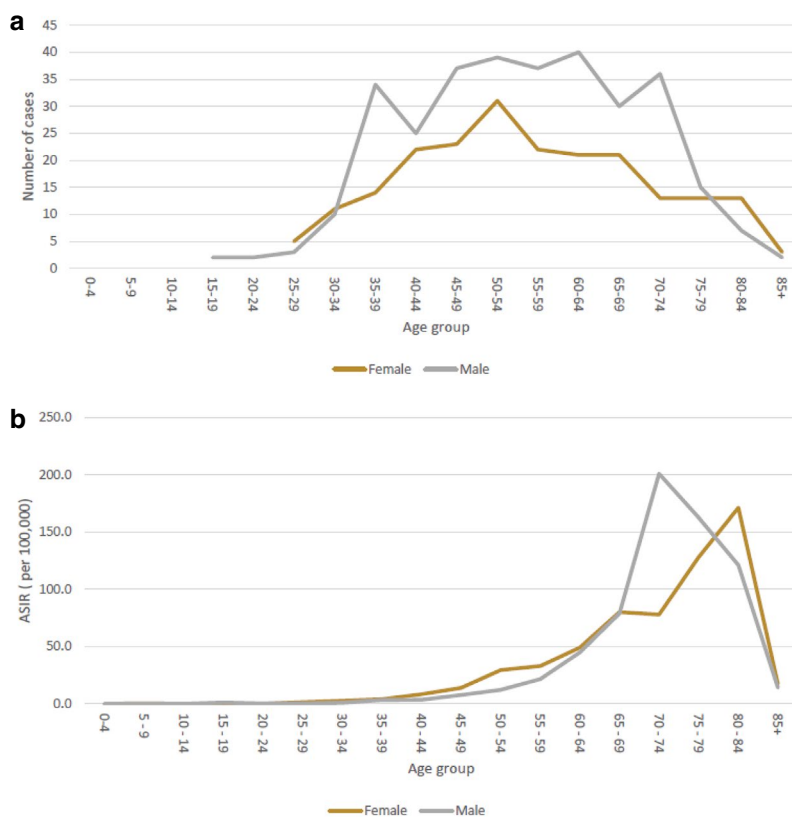 a
45
40
35
30
25
20
15
10
5
0
Number of cases
0-4
5-9
10-14
15-19
20-24
25-29
30-34
35-39
40-44
45-49
50-54
55-59
60-64
65-69
70-74
75-79
80-84
85+
Age group
Female Male
b
250.0
200.0
150.0
100.0
50.0
0.0
ASIR ( per 100,000)
0-4
5 - 9
10 - 14
15 - 19
20 - 24
25 - 29
30 - 34
35 - 39
40 - 44
45 - 49
50 - 54
55 - 59
60 - 64
65 - 69
70 - 74
75 - 79
80 - 84
85+
Age group
Female Male